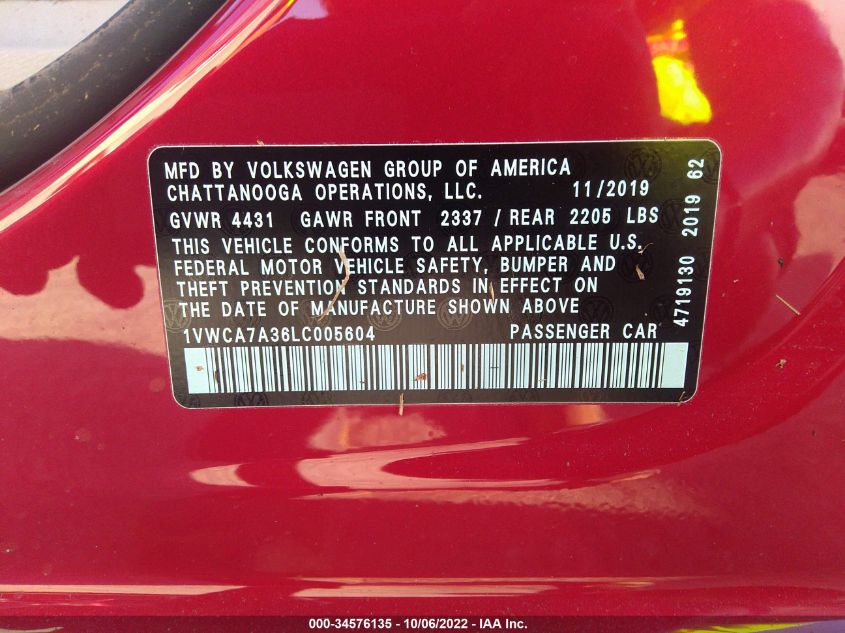 MFD BY VOLKSWAGEN GROUP OF AMERICA
CHATTANOOGA OPERATIONS, LLC. 11/2019
GVWR 4431 GAWR FRONT 2337 / REAR 2205 LBS
THIS VEHICLE CONFORMS TO ALL APPLICABLE U.S.
FEDERAL MOTOR VEHICLE SAFETY, BUMPER AND
THEFT PREVENTION STANDARDS IN EFFECT ON
THE DATE OF MANUFACTURE SHOWN ABOVE
1VWCA7A36LC005604 PASSENGER CAR
4719130 2019 62
000-34576135 - 10/06/2022 - IAA Inc.